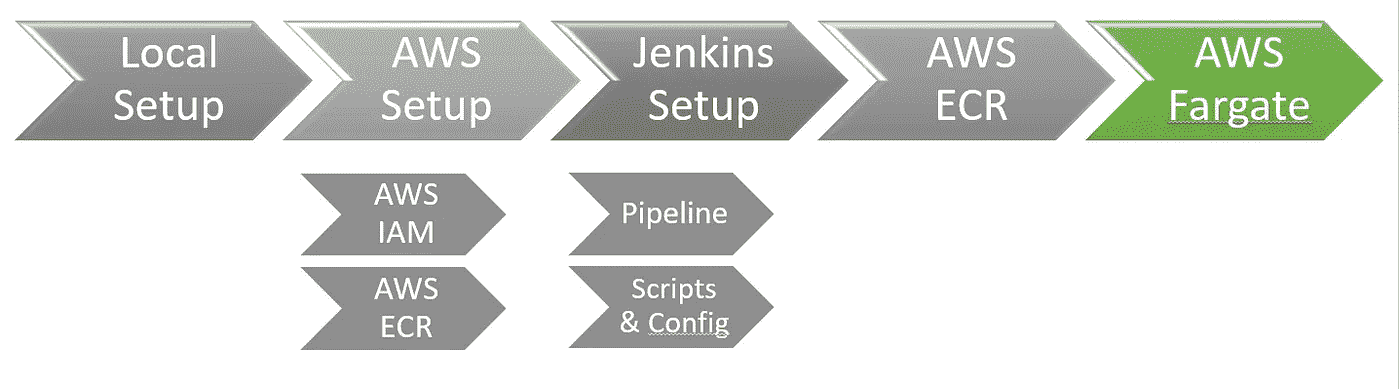 Local
Setup
AWS
Setup
Jenkins
Setup
AWS
ECR
AWS
Fargate
AWS
IAM
AWS
ECR
Pipeline
Scripts
& Config